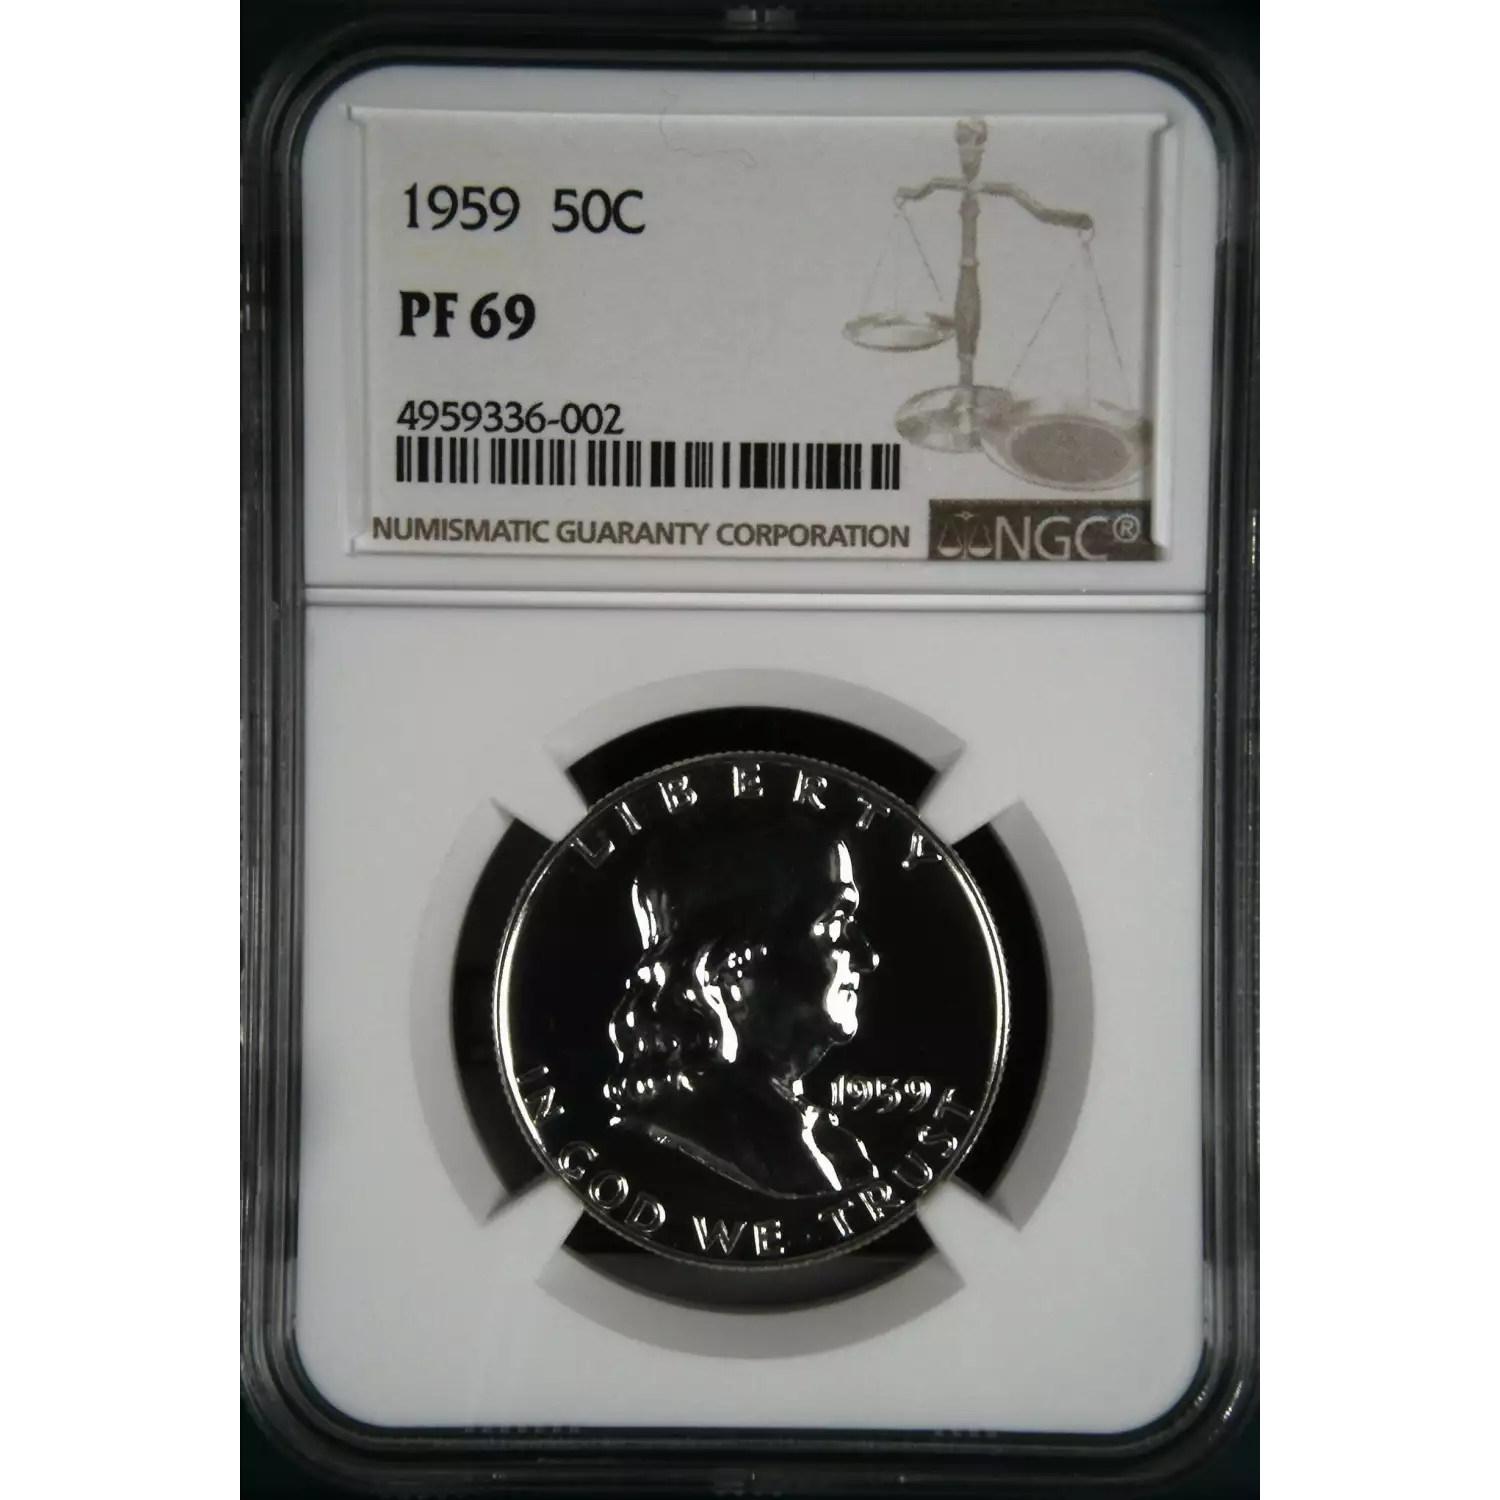 1959 50C
PF 69
4959336-002
NUMISMATIC GUARANTY CORPORATION
NGC®
LIBERTY
1959
IN GOD WE TRUST